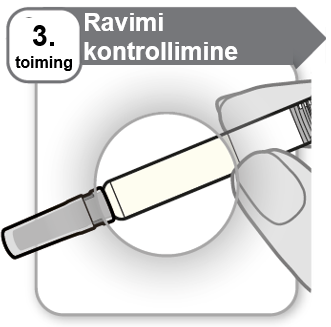 3.
toiming
Ravimi
kontrollimine